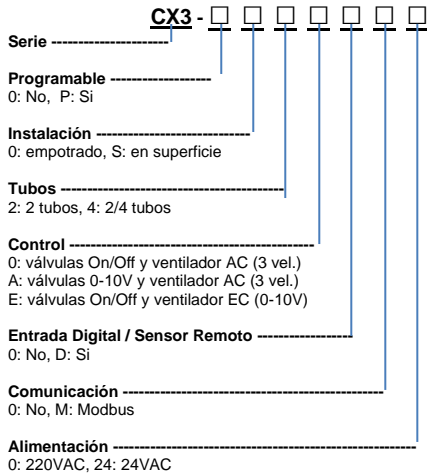 CX3 - □ □ □ □ □ □ □
Serie ----------------------
Programable -------------------
0: No, P: Si
Instalación -----------------------------
0: empotrado, S: en superficie
Tubos ------------------------------------------
2: 2 tubos, 4: 2/4 tubos
Control ----------------------------------------------
0: válvulas On/Off y ventilador AC (3 vel.)
A: válvulas 0-10V y ventilador AC (3 vel.)
E: válvulas On/Off y ventilador EC (0-10V)
Entrada Digital / Sensor Remoto ------------------
0: No, D: Si
Comunicación --------------------------------------------------
0: No, M: Modbus
Alimentación ----------------------------------------------------------
0: 220VAC, 24: 24VAC